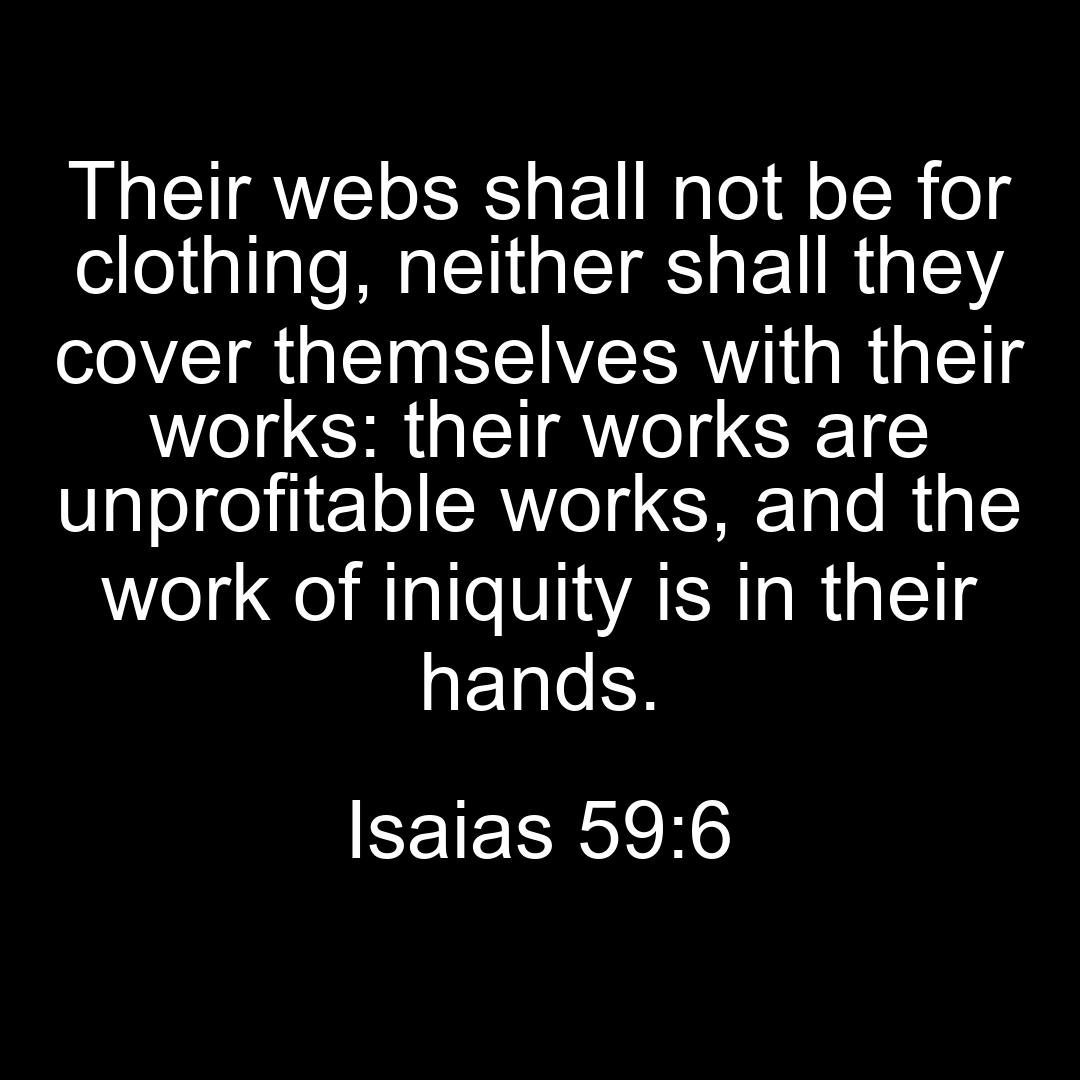 Their webs shall not be for
clothing, neither shall they
cover themselves with their
works: their works are
unprofitable works, and the
work of iniquity is in their
hands.
Isaias 59:6